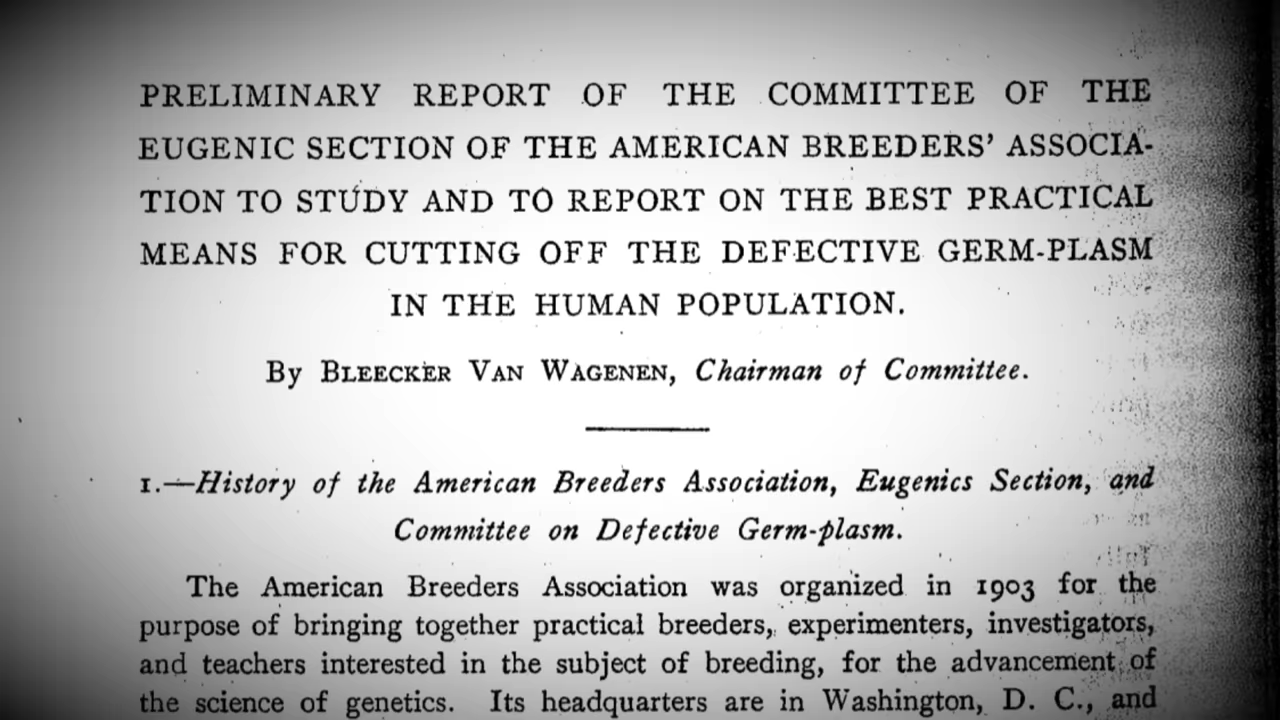 PRELIMINARY REPORT OF THE COMMITTEE OF THE
EUGENIC SECTION OF THE AMERICAN BREEDERS' ASSOCIA-
TION TO STUDY AND TO REPORT ON THE BEST PRACTICAL
MEANS FOR CUTTING OFF THE DEFECTIVE GERM-PLASM
IN THE HUMAN POPULATION.
By BLEECKER VAN WAGENEN, Chairman of Committee.
1.—History of the American Breeders Association, Eugenics Section, and
Committee on Defective Germ-plasm.
The American Breeders Association was organized in 1903 for the
purpose of bringing together practical breeders, experimenters, investigators,
and teachers interested in the subject of breeding, for the advancement of
the science of genetics. Its headquarters are in Washington, D. C., and